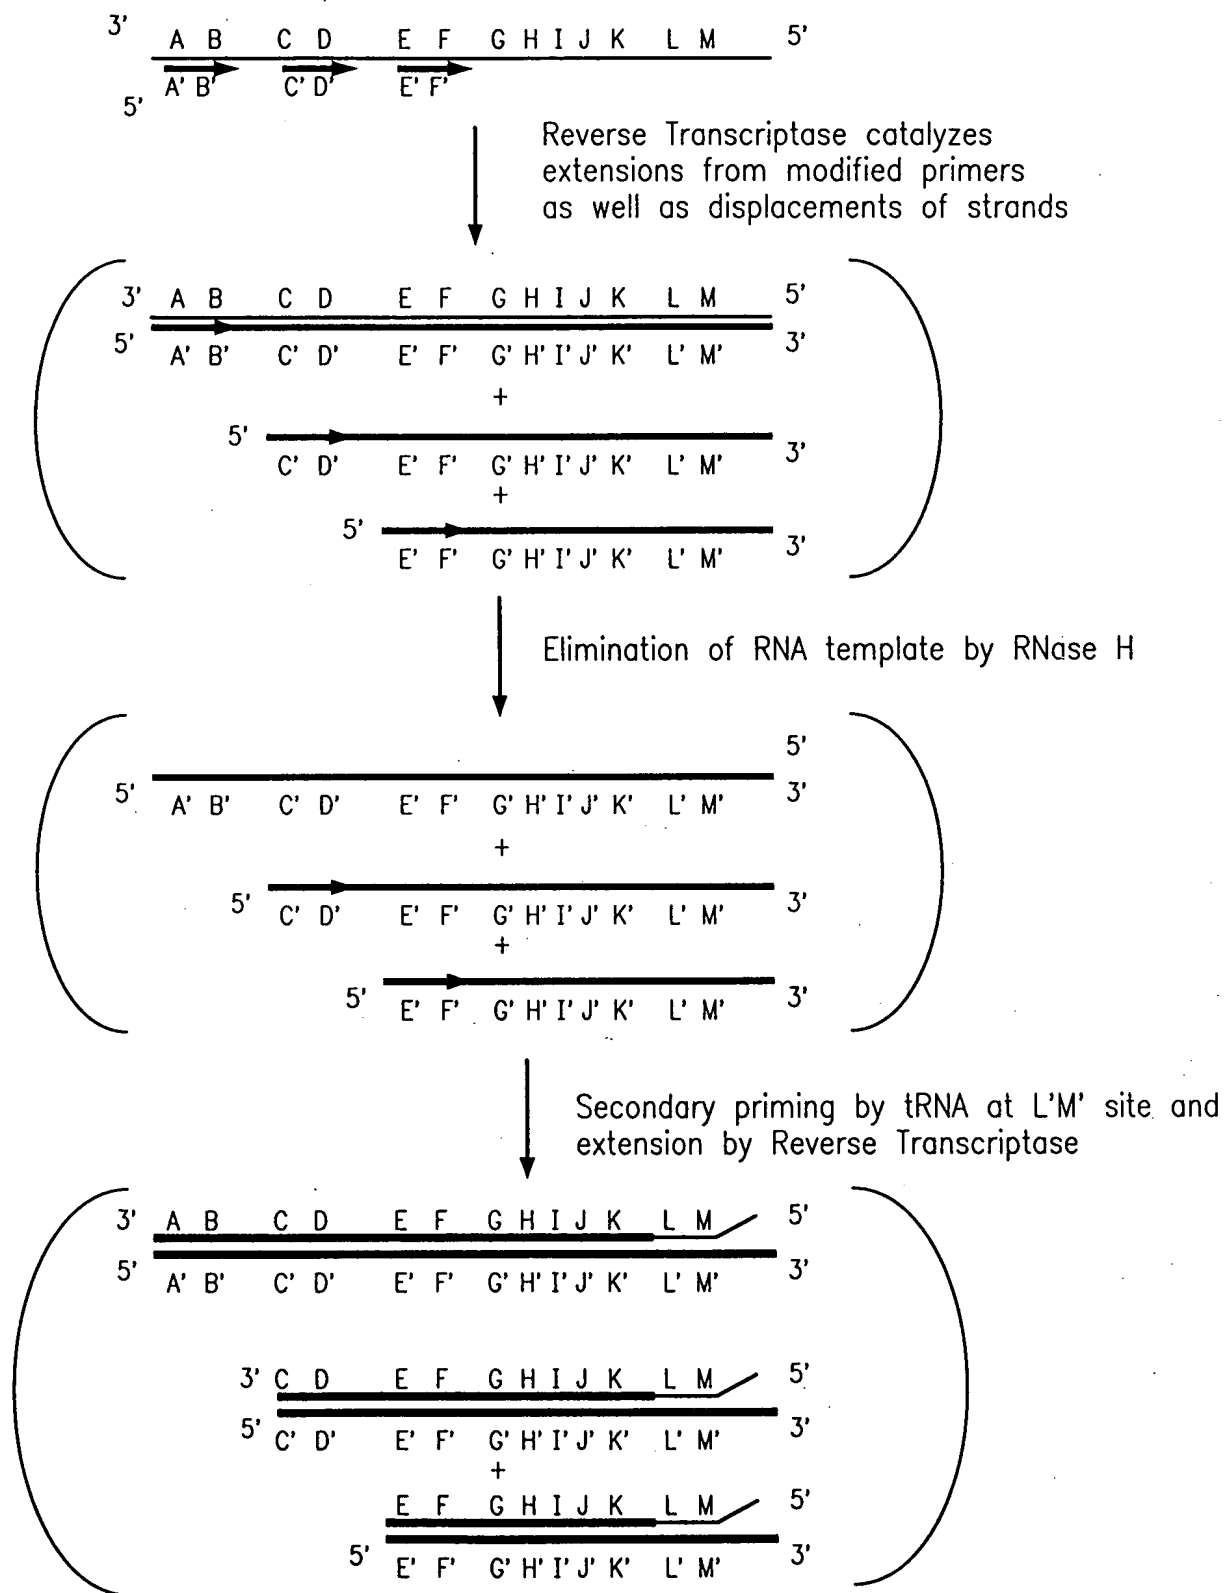 3' A B C D E F G H I J K L M 5'
5' A' B' C' D' E' F'
Reverse Transcriptase catalyzes
extensions from modified primers
as well as displacements of strands
3' A B C D E F G H I J K L M 5'
5' A' B' C' D' E' F' G' H' I' J' K' L' M' 3'
+
5' 3'
C' D' E' F' G' H' I' J' K' L' M'
+
5' 3'
E' F' G' H' I' J' K' L' M'
Elimination of RNA template by RNase H
5'
5' 3'
A' B' C' D' E' F' G' H' I' J' K' L' M'
+
5' 3'
C' D' E' F' G' H' I' J' K' L' M'
+
5' 3'
E' F' G' H' I' J' K' L' M'
Secondary priming by tRNA at L'M' site and
extension by Reverse Transcriptase
3' A B C D E F G H I J K L M 5'
5' A' B' C' D' E' F' G' H' I' J' K' L' M' 3'
3' C D E F G H I J K L M 5'
5' C' D' E' F' G' H' I' J' K' L' M' 3'
+
E F G H I J K L M 5'
5' E' F' G' H' I' J' K' L' M' 3'